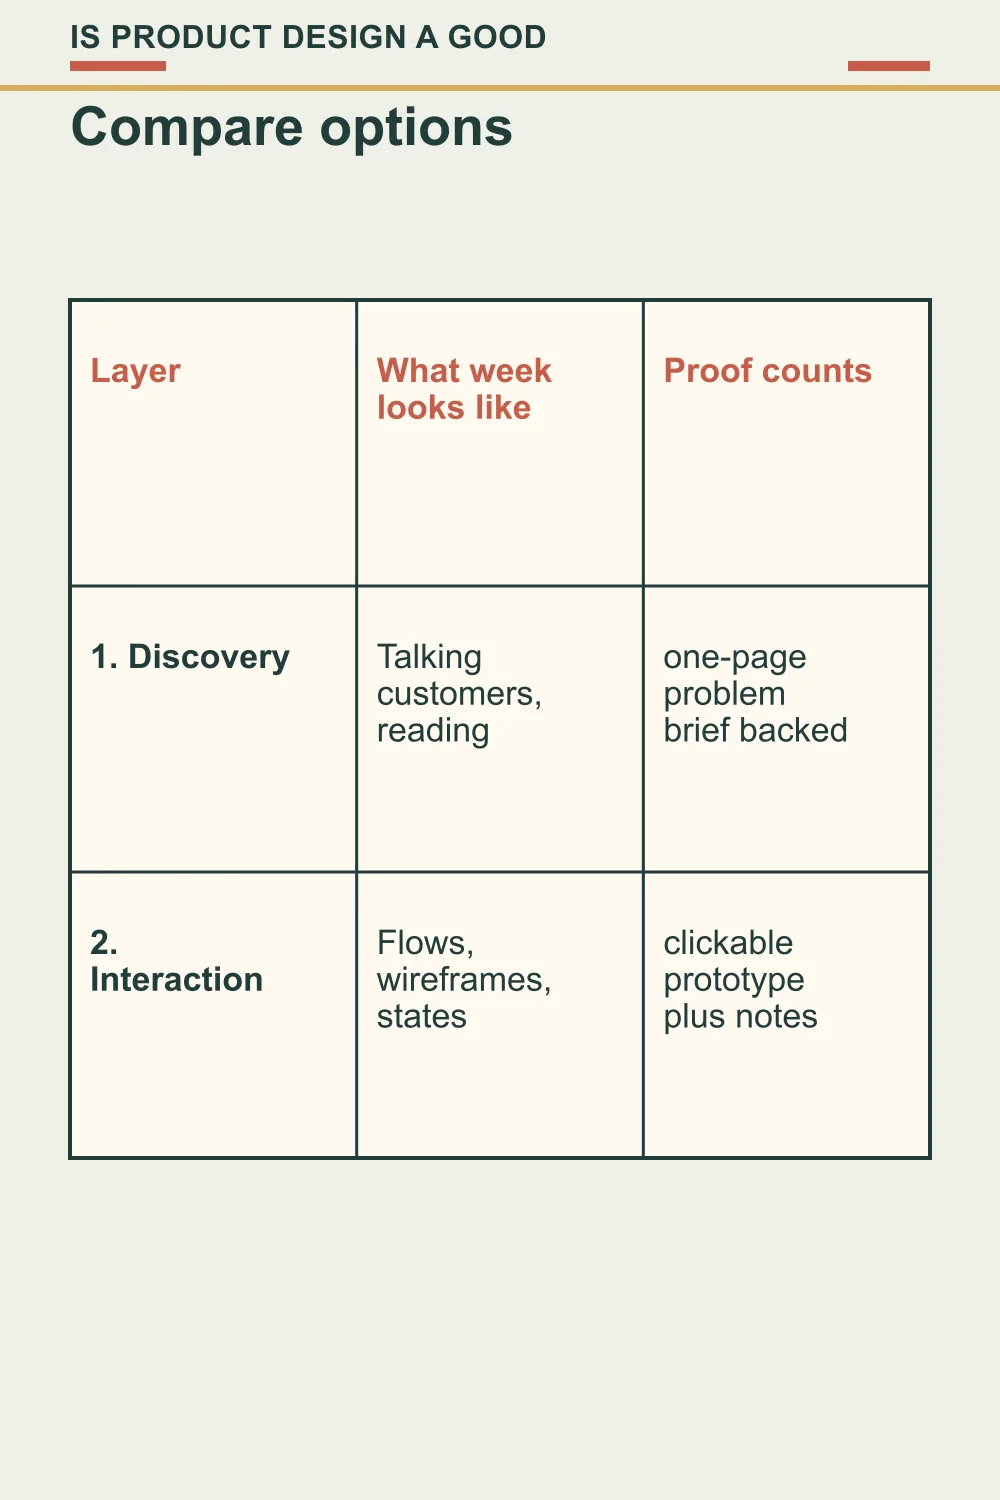 IS PRODUCT DESIGN A GOOD
Compare options
Layer
What week
looks like
Proof counts
1. Discovery
Talking
customers,
reading
one-page
problem
brief backed
2.
Interaction
Flows,
wireframes,
states
clickable
prototype
plus notes